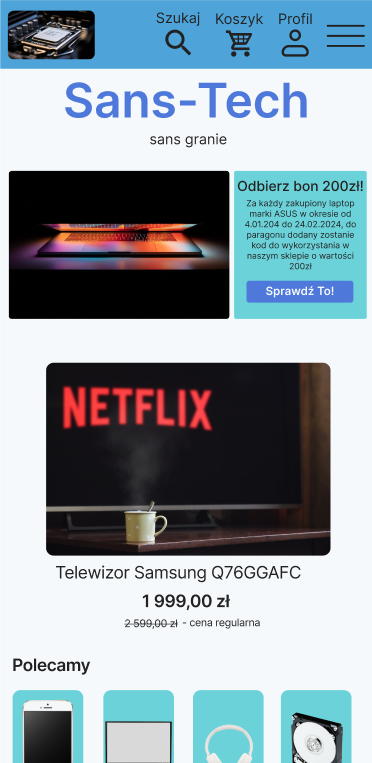 Szukaj Koszyk Profil
Sans-Tech
sans granie
Odbierz bon 200zł!
Za każdy zakupiony laptop
marki ASUS w okresie od
4.01.204 do 24.02.2024, do
paragonu dodany zostanie
kod do wykorzystania w
naszym sklepie o wartości
200zł
Sprawdź To!
NETFLIX
Telewizor Samsung Q76GGAFC
1 999,00 zł
2 599,00 zł - cena regularna
Polecamy